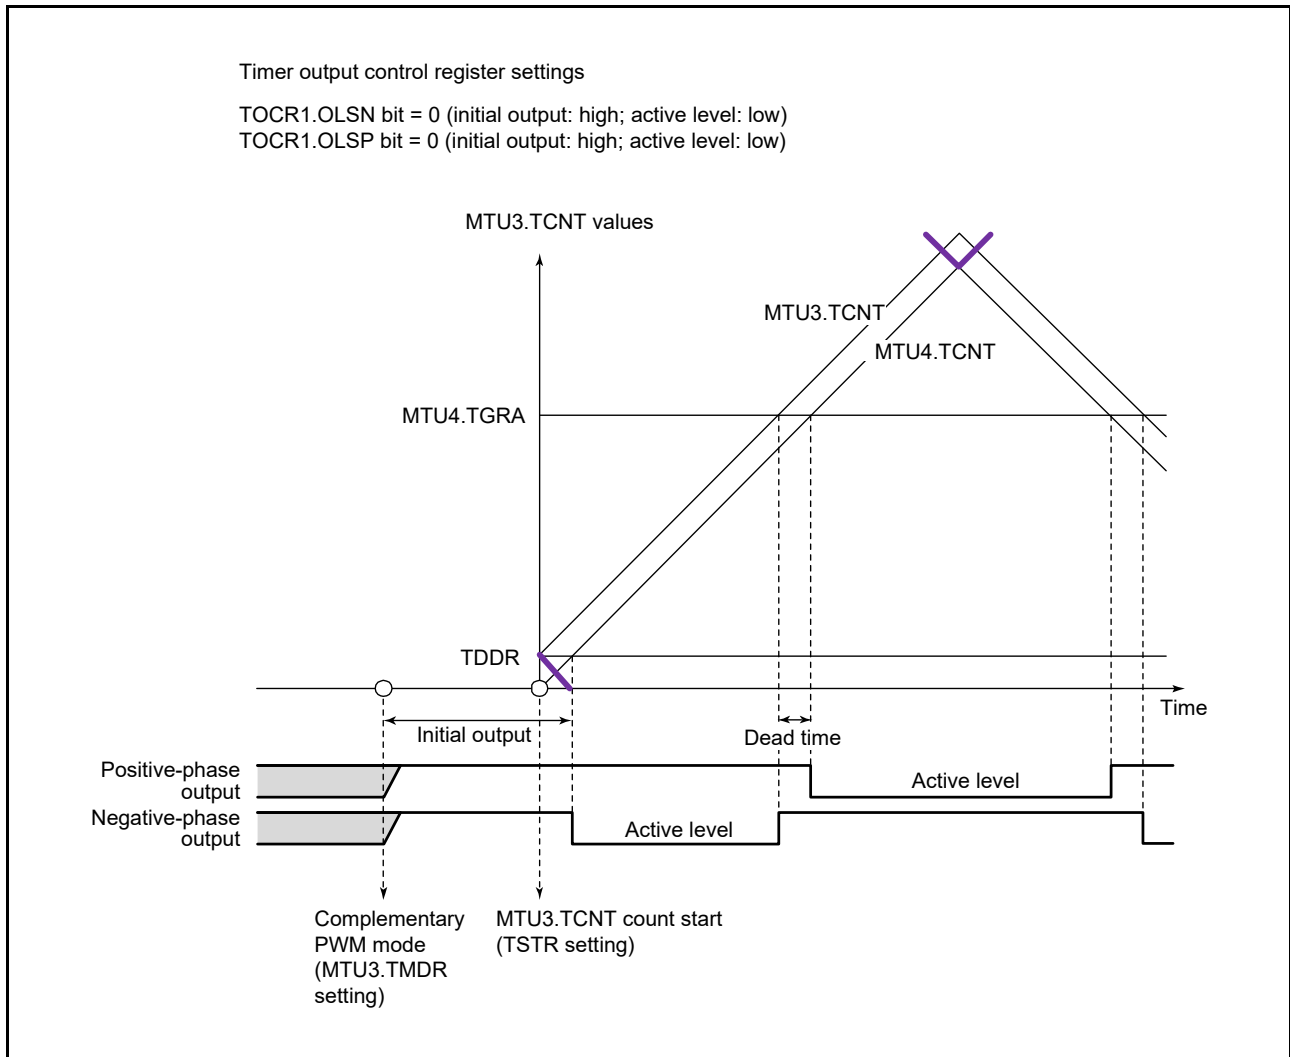 Timer output control register settings
TOCR1.OLSN bit = 0 (initial output: high; active level: low)
TOCR1.OLSP bit = 0 (initial output: high; active level: low)
MTU3.TCNT values
MTU3.TCNT
MTU4.TCNT
MTU4.TGRA
TDDR
Time
Initial output
Dead time
Positive-phase
output
Active level
Negative-phase
output
Active level
Complementary
PWM mode
(MTU3.TMDR
setting)
MTU3.TCNT count start
(TSTR setting)